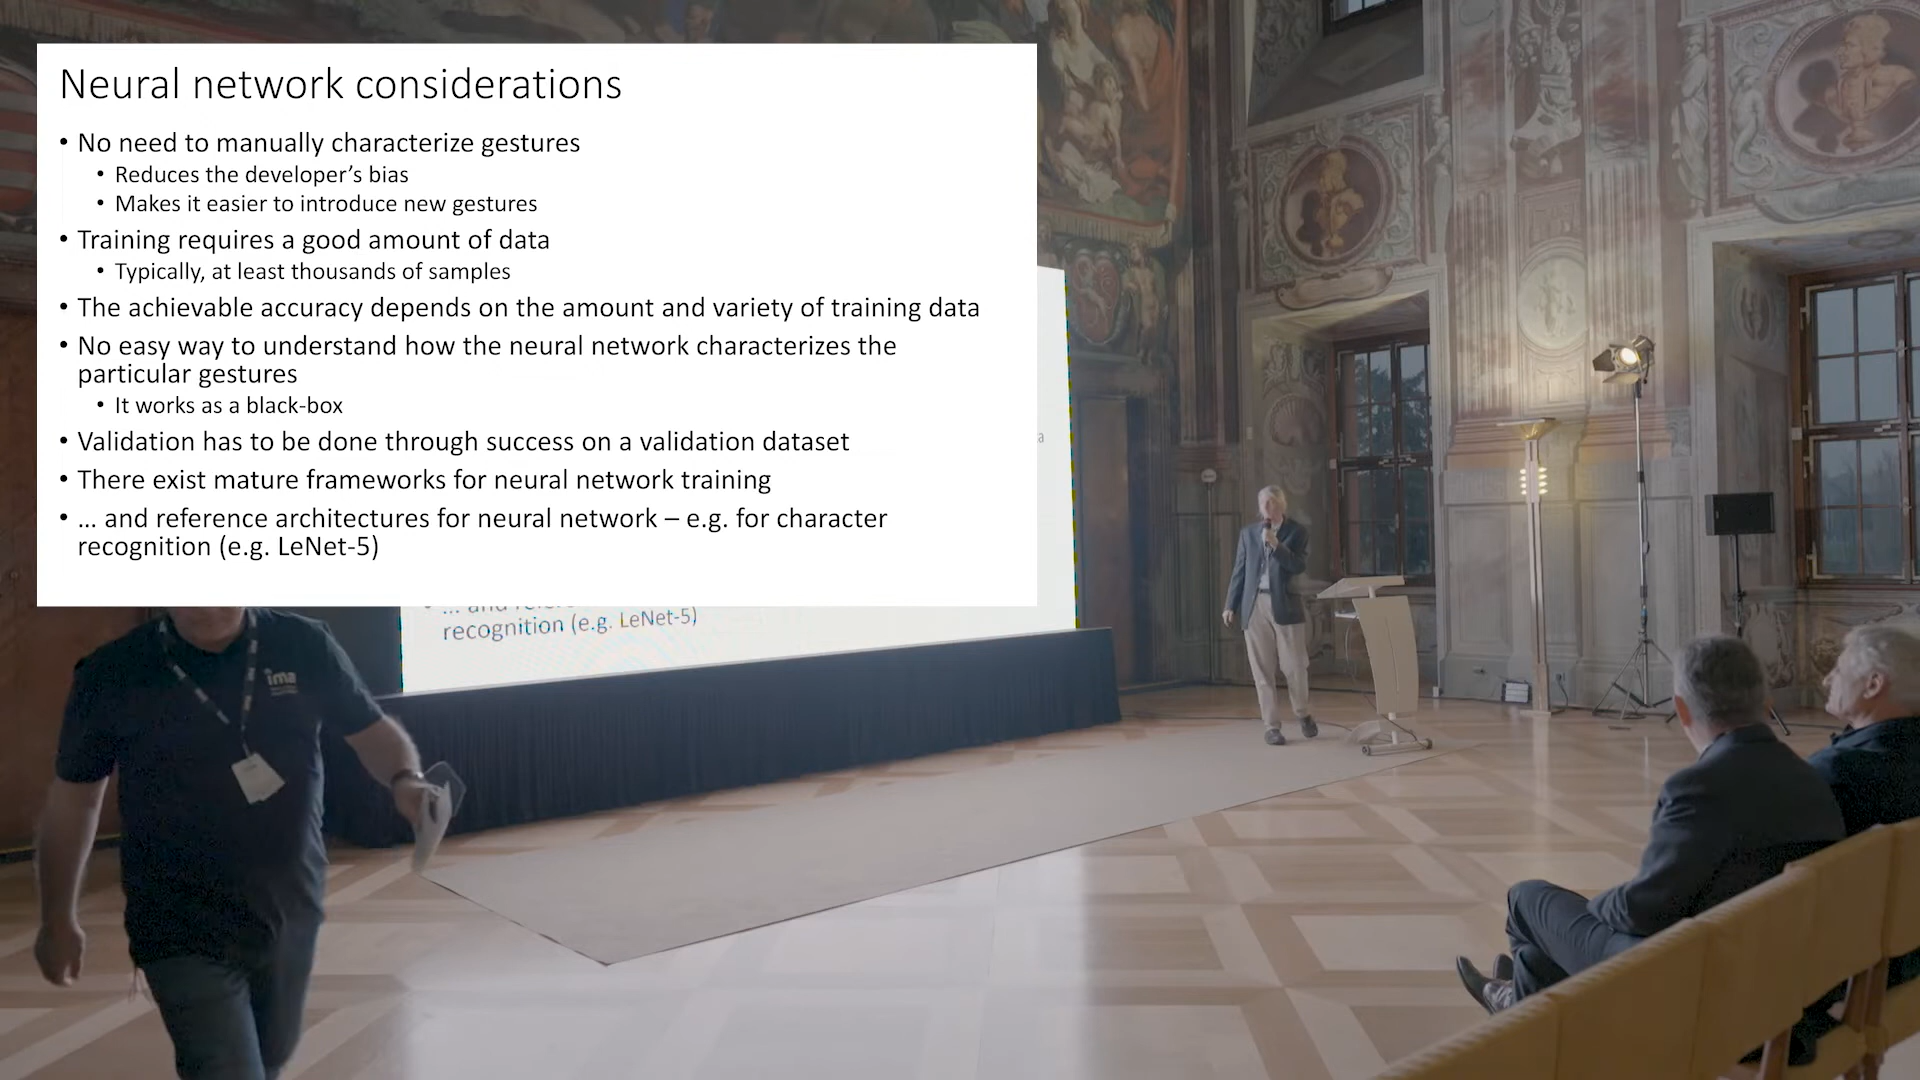 Neural network considerations
• No need to manually characterize gestures
• Reduces the developer's bias
• Makes it easier to introduce new gestures
• Training requires a good amount of data
• Typically, at least thousands of samples
• The achievable accuracy depends on the amount and variety of training data
• No easy way to understand how the neural network characterizes the
particular gestures
• It works as a black-box
• Validation has to be done through success on a validation dataset
• There exist mature frameworks for neural network training
• ... and reference architectures for neural network – e.g. for character
recognition (e.g. LeNet-5)
recognition (e.g. LeNet-5)
ima